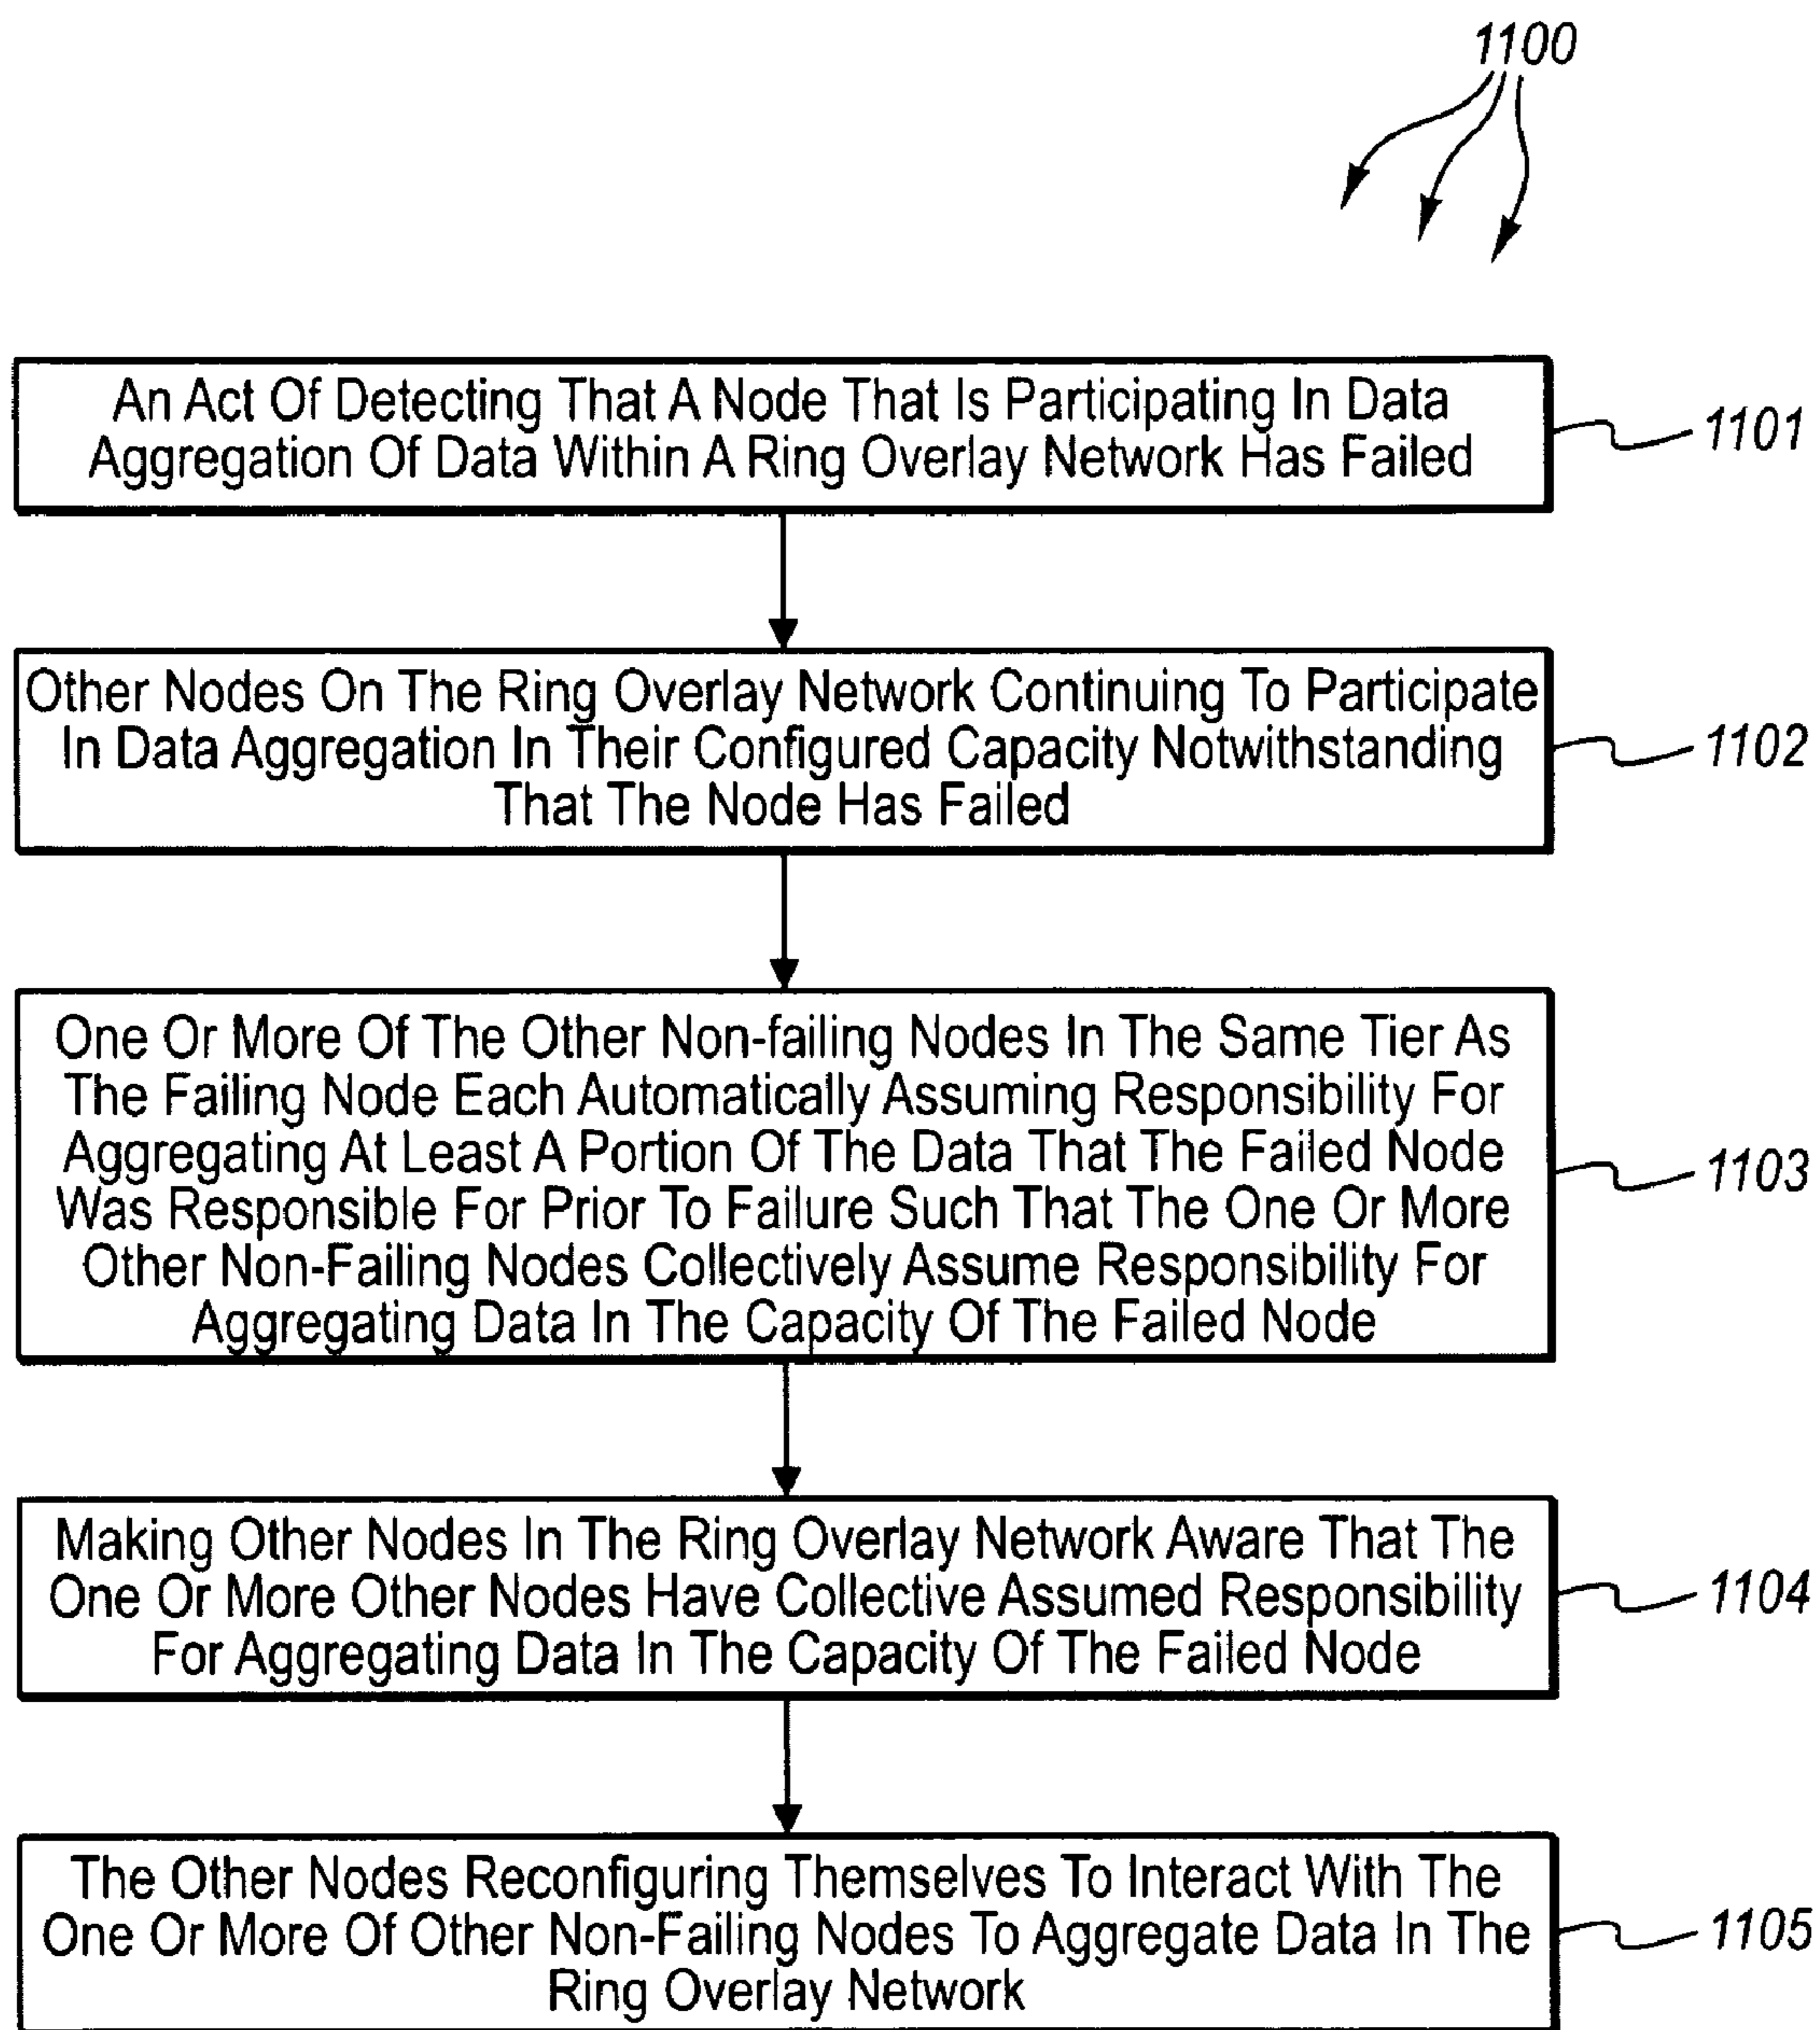 1100
An Act Of Detecting That A Node That Is Participating In Data
Aggregation Of Data Within A Ring Overlay Network Has Failed
1101
Other Nodes On The Ring Overlay Network Continuing To Participate
In Data Aggregation In Their Configured Capacity Notwithstanding
That The Node Has Failed
1102
One Or More Of The Other Non-failing Nodes In The Same Tier As
The Failing Node Each Automatically Assuming Responsibility For
Aggregating At Least A Portion Of The Data That The Failed Node
Was Responsible For Prior To Failure Such That The One Or More
Other Non-Failing Nodes Collectively Assume Responsibility For
Aggregating Data In The Capacity Of The Failed Node
1103
Making Other Nodes In The Ring Overlay Network Aware That The
One Or More Other Nodes Have Collective Assumed Responsibility
For Aggregating Data In The Capacity Of The Failed Node
1104
The Other Nodes Reconfiguring Themselves To Interact With The
One Or More Of Other Non-Failing Nodes To Aggregate Data In The
Ring Overlay Network
1105